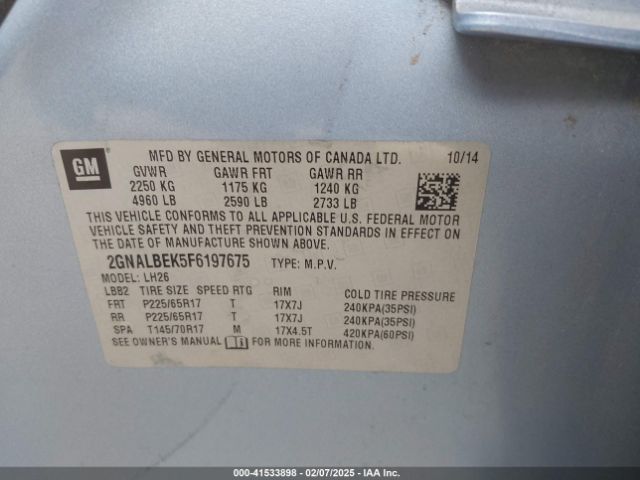 GM
MFD BY GENERAL MOTORS OF CANADA LTD. 10/14
GVWR GAWR FRT GAWR RR
2250 KG 1175 KG 1240 KG
4960 LB 2590 LB 2733 LB
THIS VEHICLE CONFORMS TO ALL APPLICABLE U.S. FEDERAL MOTOR
VEHICLE SAFETY AND THEFT PREVENTION STANDARDS IN EFFECT ON
THE DATE OF MANUFACTURE SHOWN ABOVE.
2GNALBEK5F6197675 TYPE: M.P.V.
MODEL: LH26
LBB2 TIRE SIZE SPEED RTG RIM COLD TIRE PRESSURE
FRT P225/65R17 T 17X7J 240KPA(35PSI)
RR P225/65R17 T 17X7J 240KPA(35PSI)
SPA T145/70R17 M 17X4.5T 420KPA(60PSI)
SEE OWNER'S MANUAL FOR MORE INFORMATION.
000-41533898 - 02/07/2025 - IAA Inc.